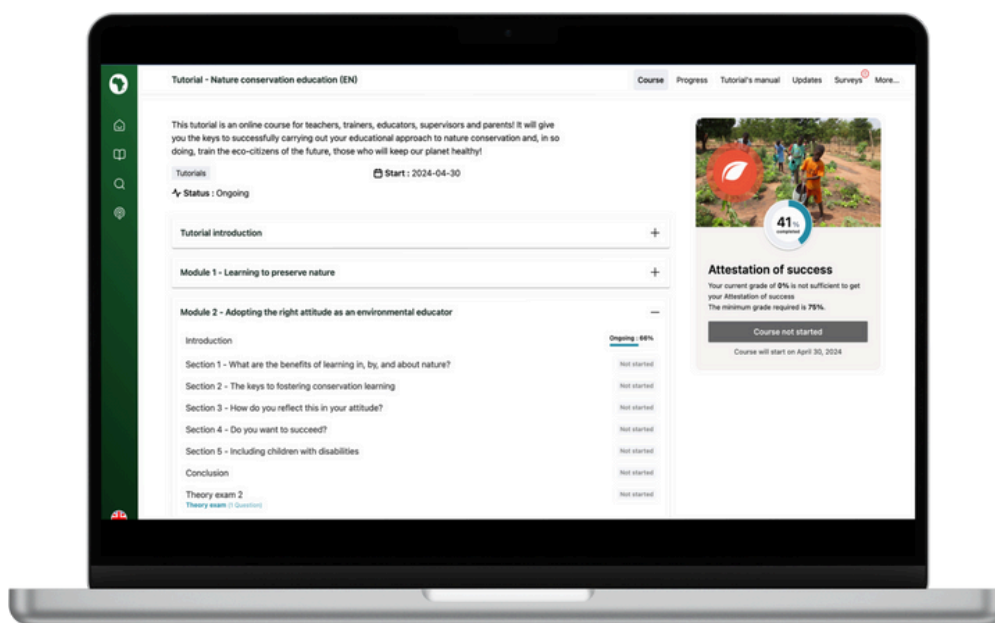 Tutorial - Nature conservation education (EN)
Course Progress Tutorial's manual Updates Surveys More...
This tutorial is an online course for teachers, trainers, educators, supervisors and parents! It will give
you the keys to successfully carrying out your educational approach to nature conservation and, in so
doing, train the eco-citizens of the future, those who will keep our planet healthy!
Tutorials
Start : 2024-04-30
Status : Ongoing
Tutorial introduction
Module 1 - Learning to preserve nature
Module 2 - Adopting the right attitude as an environmental educator
Introduction
Ongoing : 66%
Section 1 - What are the benefits of learning in, by, and about nature?
Not started
Section 2 - The keys to fostering conservation learning
Not started
Section 3 - How do you reflect this in your attitude?
Not started
Section 4 - Do you want to succeed?
Not started
Section 5 - Including children with disabilities
Not started
Conclusion
Not started
Theory exam 2
Not started
Theory exam (1 Question)
41%
completed
Attestation of success
Your current grade of 0% is not sufficient to get
your Attestation of success
The minimum grade required is 75%.
Course not started
Course will start on April 30, 2024